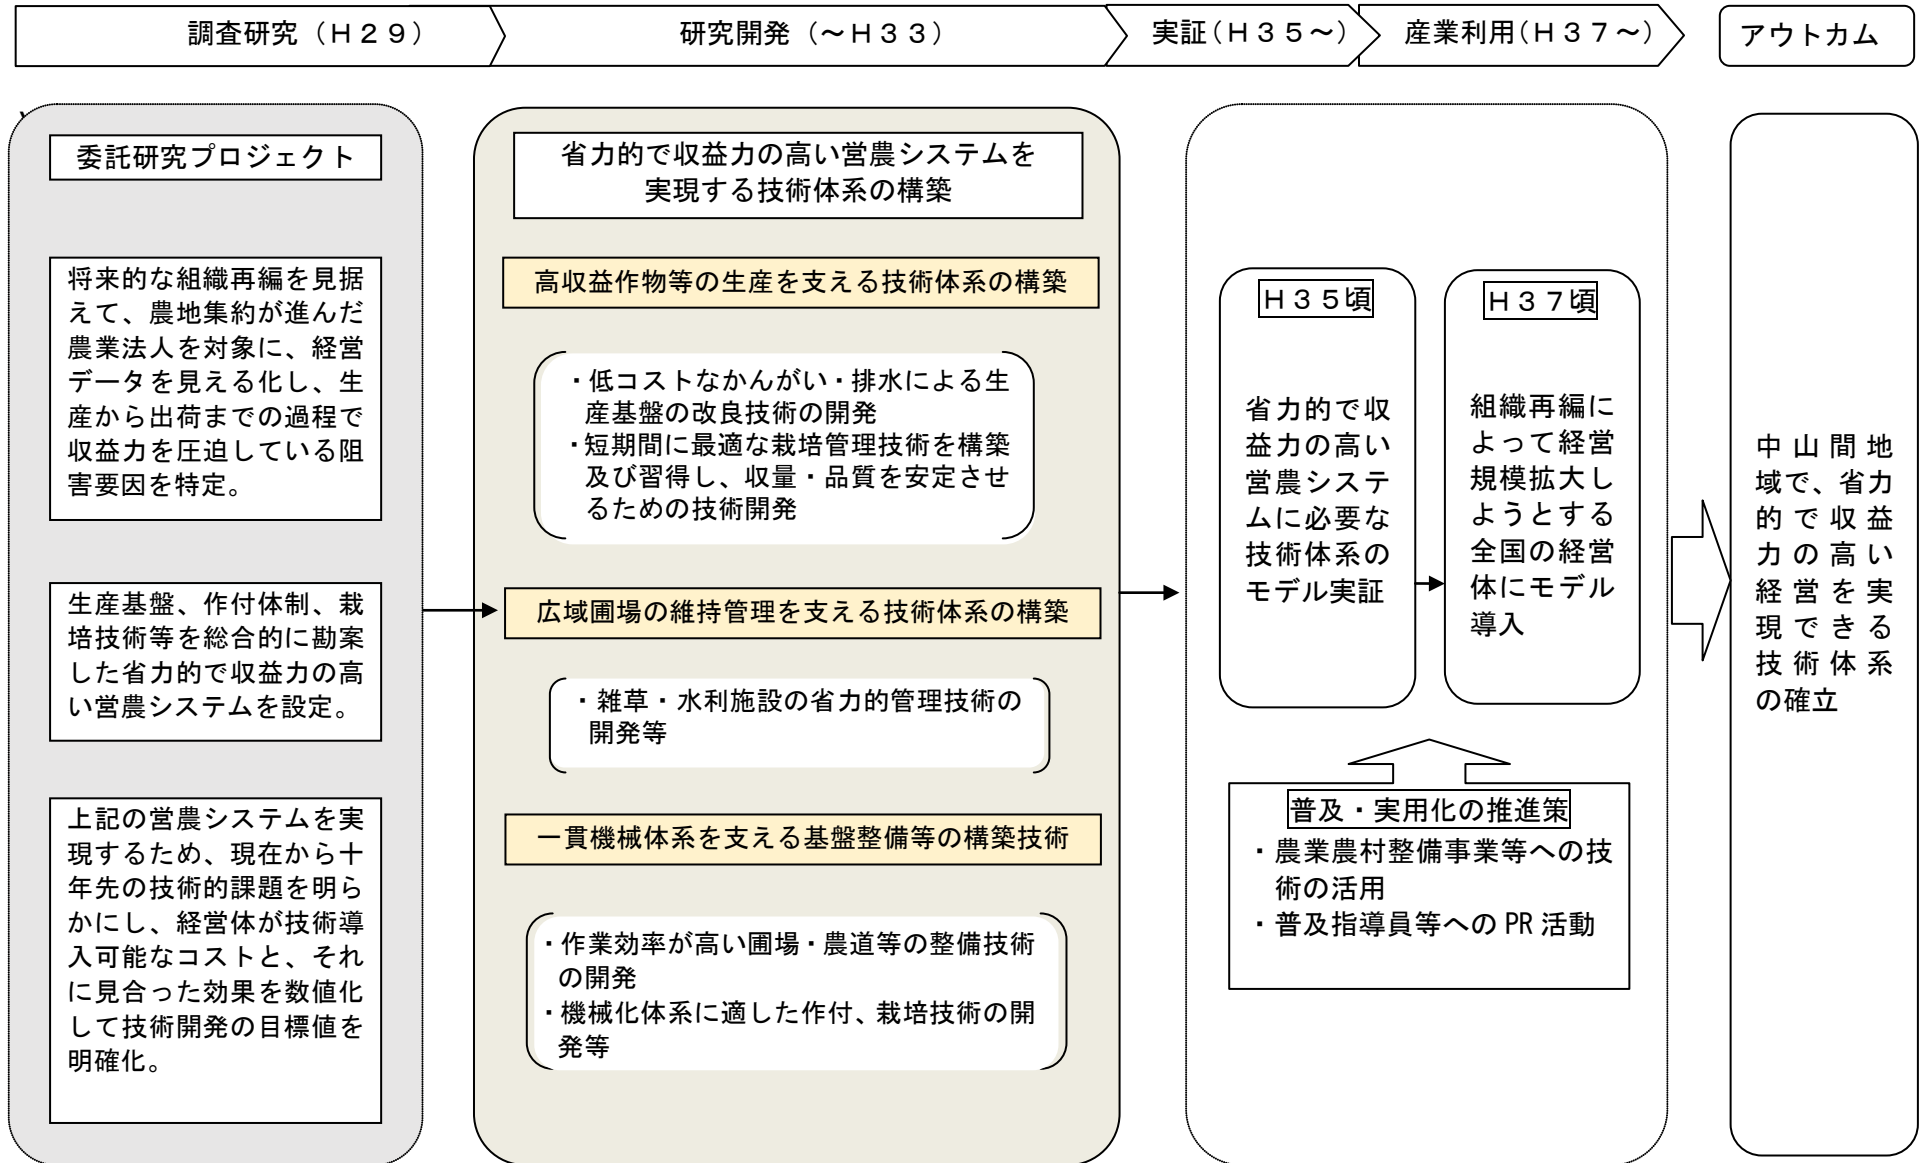 調査研究（H２９）
研究開発（～H３３）
実証（H３５～）
産業利用（H３７～）
アウトカム
委託研究プロジェクト
将来的な組織再編を見据
えて、農地集約が進んだ
農業法人を対象に、経営
データを見える化し、生
産から出荷までの過程で
収益力を圧迫している阻
害要因を特定。
生産基盤、作付体制、栽
培技術等を総合的に勘案
した省力的で収益力の高
い営農システムを設定。
上記の営農システムを実
現するため、現在から十
年先の技術的課題を明ら
かにし、経営体が技術導
入可能なコストと、それ
に見合った効果を数値化
して技術開発の目標値を
明確化。
省力的で収益力の高い営農システムを
実現する技術体系の構築
高収益作物等の生産を支える技術体系の構築
・低コストなかんがい・排水による生
産基盤の改良技術の開発
・短期間に最適な栽培管理技術を構築
及び習得し、収量・品質を安定させ
るための技術開発
広域圃場の維持管理を支える技術体系の構築
・雑草・水利施設の省力的管理技術の
開発等
一貫機械体系を支える基盤整備等の構築技術
・作業効率が高い圃場・農道等の整備技術
の開発
・機械化体系に適した作付、栽培技術の開
発等
H３５頃
省力的で収
益力の高い
営農システ
ムに必要な
技術体系の
モデル実証
H３７頃
組織再編に
よって経営
規模拡大し
ようとする
全国の経営
体にモデル
導入
普及・実用化の推進策
・農業農村整備事業等への技
術の活用
・普及指導員等へのPR活動
中山間地
域で、省力
的で収益
力の高い
経営を実
現できる
技術体系
の確立